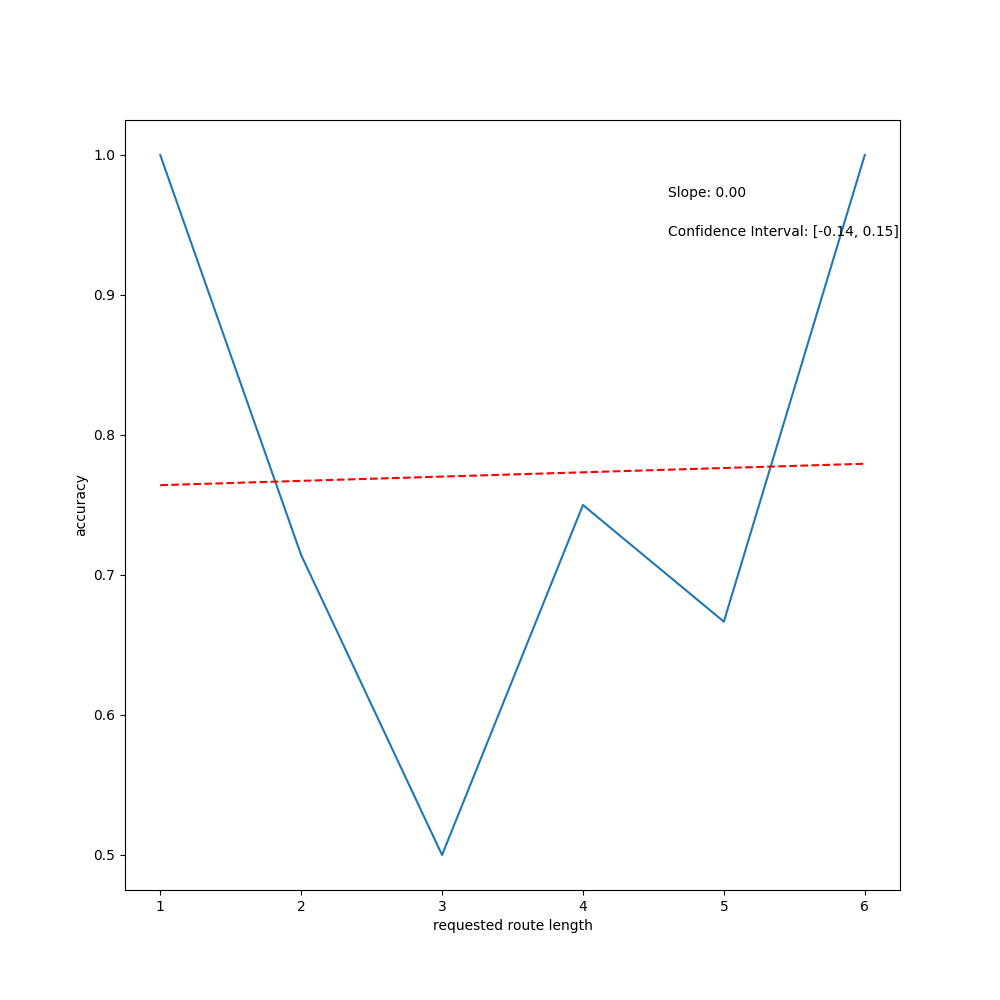 1.0
Slope: 0.00
Confidence Interval: [-0.14, 0.15]
0.9
0.8
accuracy
0.7
0.6
0.5
1 2 3 4 5 6
requested route length